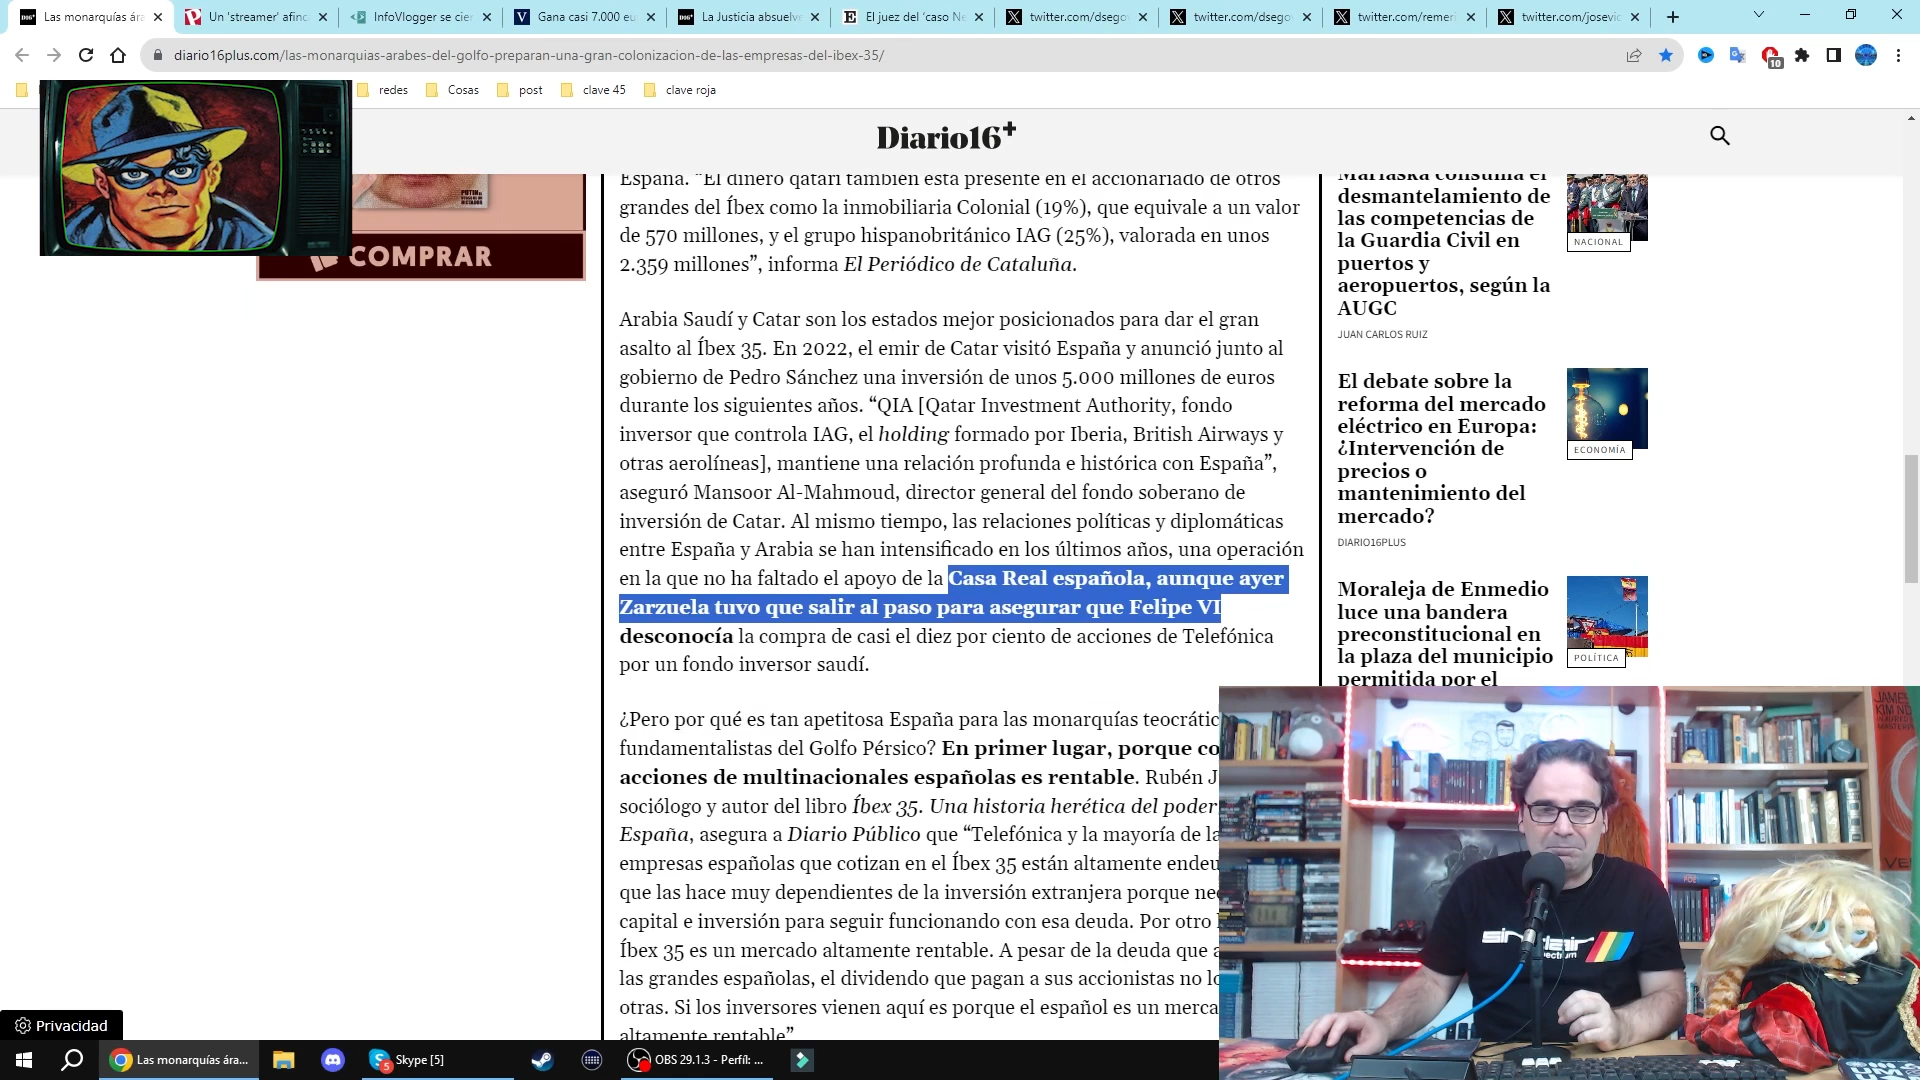 Las monarquías ára
Un 'streamer' afinc
InfoVlogger se cier
Gana casi 7.000 eu
La Justicia absuelve
El juez del 'caso Ne
twitter.com/dsego
twitter.com/dsego
twitter.com/remeri
twitter.com/josevic
diario16plus.com/las-monarquias-arabes-del-golfo-preparan-una-gran-colonizacion-de-las-empresas-del-ibex-35/
10
redes
Cosas
post
clave 45
clave roja
Diario16+
COMPRAR
España. “El dinero qatarí también está presente en el accionariado de otros
grandes del Íbex como la inmobiliaria Colonial (19%), que equivale a un valor
de 570 millones, y el grupo hispanobritánico IAG (25%), valorada en unos
2.359 millones”, informa El Periódico de Cataluña.
Arabia Saudí y Catar son los estados mejor posicionados para dar el gran
asalto al Íbex 35. En 2022, el emir de Catar visitó España y anunció junto al
gobierno de Pedro Sánchez una inversión de unos 5.000 millones de euros
durante los siguientes años. “QIA [Qatar Investment Authority, fondo
inversor que controla IAG, el holding formado por Iberia, British Airways y
otras aerolíneas], mantiene una relación profunda e histórica con España”,
aseguró Mansoor Al-Mahmoud, director general del fondo soberano de
inversión de Catar. Al mismo tiempo, las relaciones políticas y diplomáticas
entre España y Arabia se han intensificado en los últimos años, una operación
en la que no ha faltado el apoyo de la Casa Real española, aunque ayer
Zarzuela tuvo que salir al paso para asegurar que Felipe VI
desconocía la compra de casi el diez por ciento de acciones de Telefónica
por un fondo inversor saudí.
¿Pero por qué es tan apetitosa España para las monarquías teocrátic
fundamentalistas del Golfo Pérsico? En primer lugar, porque co
acciones de multinacionales españolas es rentable. Rubén J
sociólogo y autor del libro Íbex 35. Una historia herética del poder
España, asegura a Diario Público que “Telefónica y la mayoría de la
empresas españolas que cotizan en el Íbex 35 están altamente endeu
que las hace muy dependientes de la inversión extranjera porque nec
capital e inversión para seguir funcionando con esa deuda. Por otro l
Íbex 35 es un mercado altamente rentable. A pesar de la deuda que a
las grandes españolas, el dividendo que pagan a sus accionistas no lo
otras. Si los inversores vienen aquí es porque el español es un merca
altamente rentable”
Marlaska consuma el
desmantelamiento de
las competencias de
la Guardia Civil en
puertos y
aeropuertos, según la
AUGC
JUAN CARLOS RUIZ
NACIONAL
El debate sobre la
reforma del mercado
eléctrico en Europa:
¿Intervención de
precios o
mantenimiento del
mercado?
DIARIO16PLUS
ECONOMÍA
Moraleja de Enmedio
luce una bandera
preconstitucional en
la plaza del municipio
permitida por el
POLÍTICA
sinclair
Privacidad
Las monarquías ára...
5
Skype [5]
OBS 29.1.3 - Perfil: ...